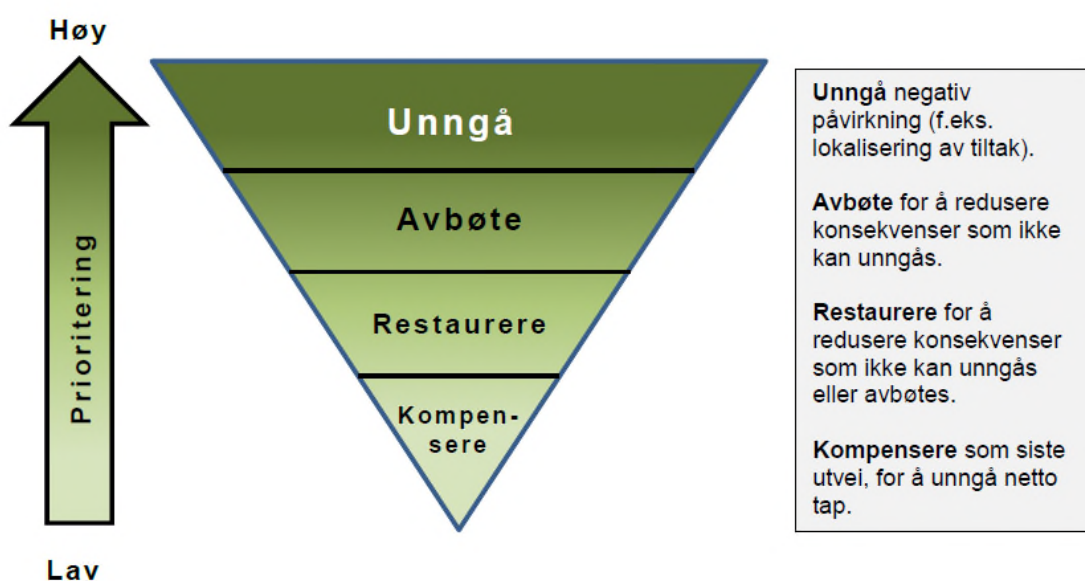 Høy
Prioritering
Lav
Unngå
Avbøte
Restaurere
Kompen-
sere
Unngå negativ
påvirkning (f.eks.
lokalisering av tiltak).
Avbøte for å redusere
konsekvenser som ikke
kan unngås.
Restaurere for å
redusere konsekvenser
som ikke kan unngås
eller avbøtes.
Kompensere som siste
utvei, for å unngå netto
tap.